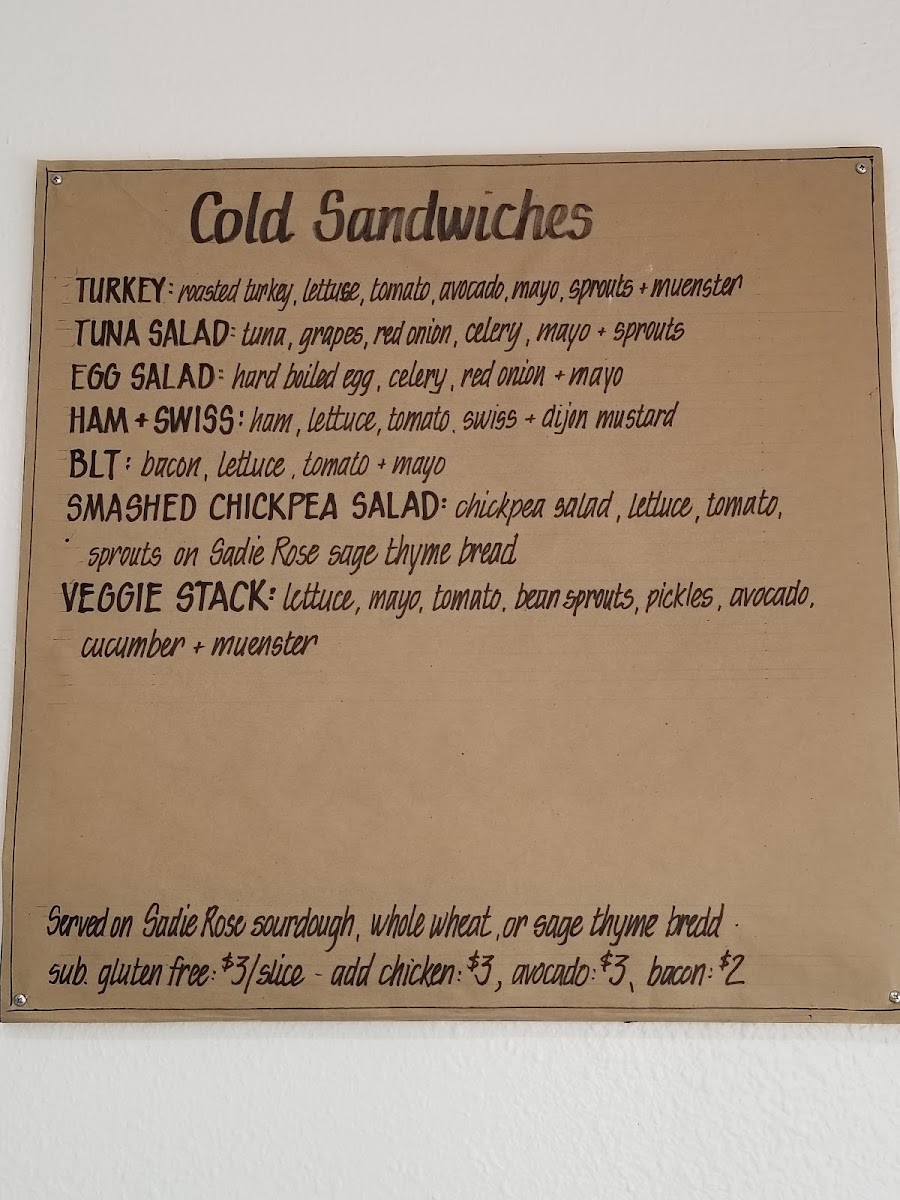 Cold Sandwiches
TURKEY: roasted turkey, lettuse, tomato, avocado, mayo, sprouts + muenster
TUNA SALAD: tuna, grapes, red onion, celery, mayo + sprouts
EGG SALAD: hard boiled egg, celery, red onion + mayo
HAM + SWISS: ham, lettuce, tomato, swiss + dijon mustard
BLT: bacon, lettuce, tomato + mayo
SMASHED CHICKPEA SALAD: chickpea salad, lettuce, tomato,
sprouts on Sadie Rose sage thyme bread
VEGGIE STACK: lettuce, mayo, tomato, bean sprouts, pickles, avocado,
cucumber + muenster
Served on Sadie Rose sourdough, whole wheat, or sage thyme bredd
sub. gluten free: $3/slice - add chicken: $3, avocado: $3, bacon: $2